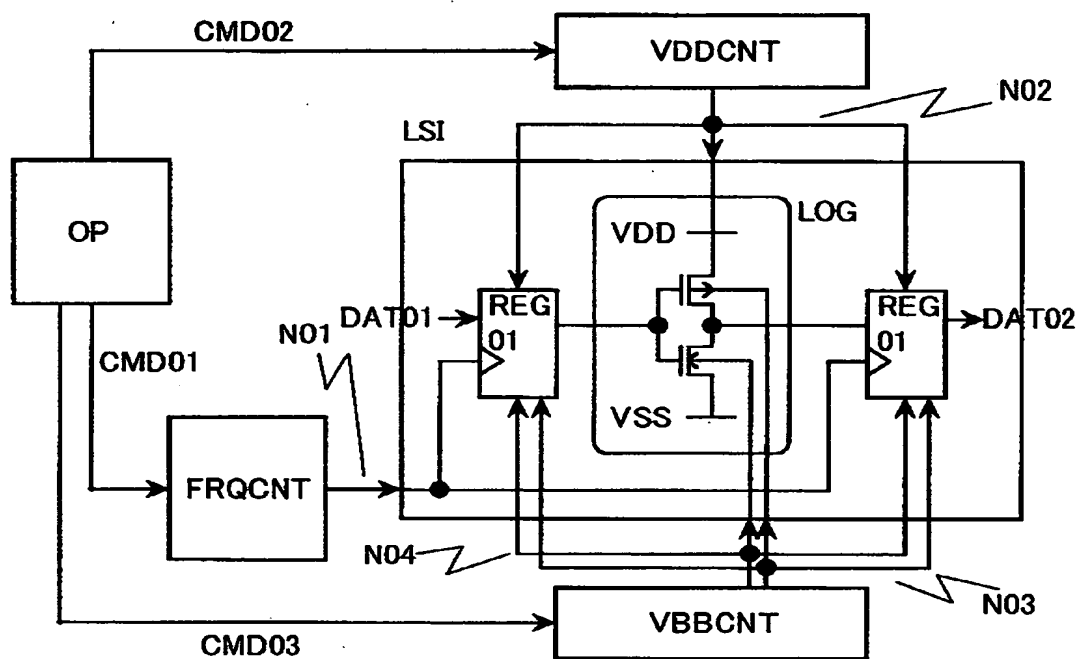 CMD02
VDDCNT
N02
LSI
OP
LOG
VDD
DAT01
REG
01
REG
01
DAT02
N01
CMD01
VSS
FRQCNT
N04
N03
VBBCNT
CMD03